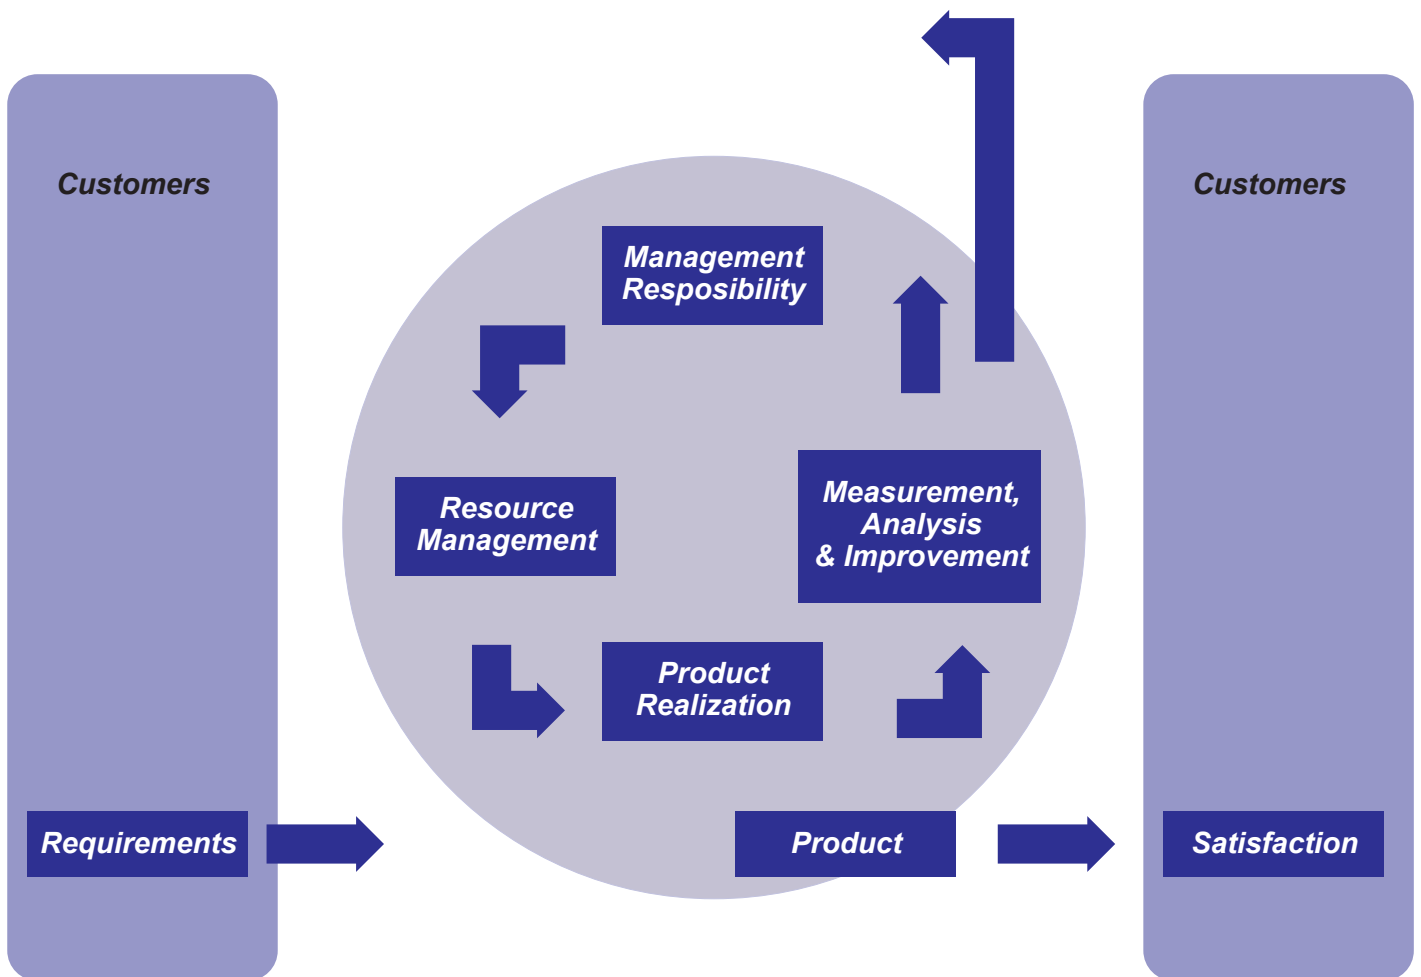 Customers
Customers
Management
Resposibility
Resource
Management
Measurement,
Analysis
& Improvement
Product
Realization
Requirements
Product
Satisfaction